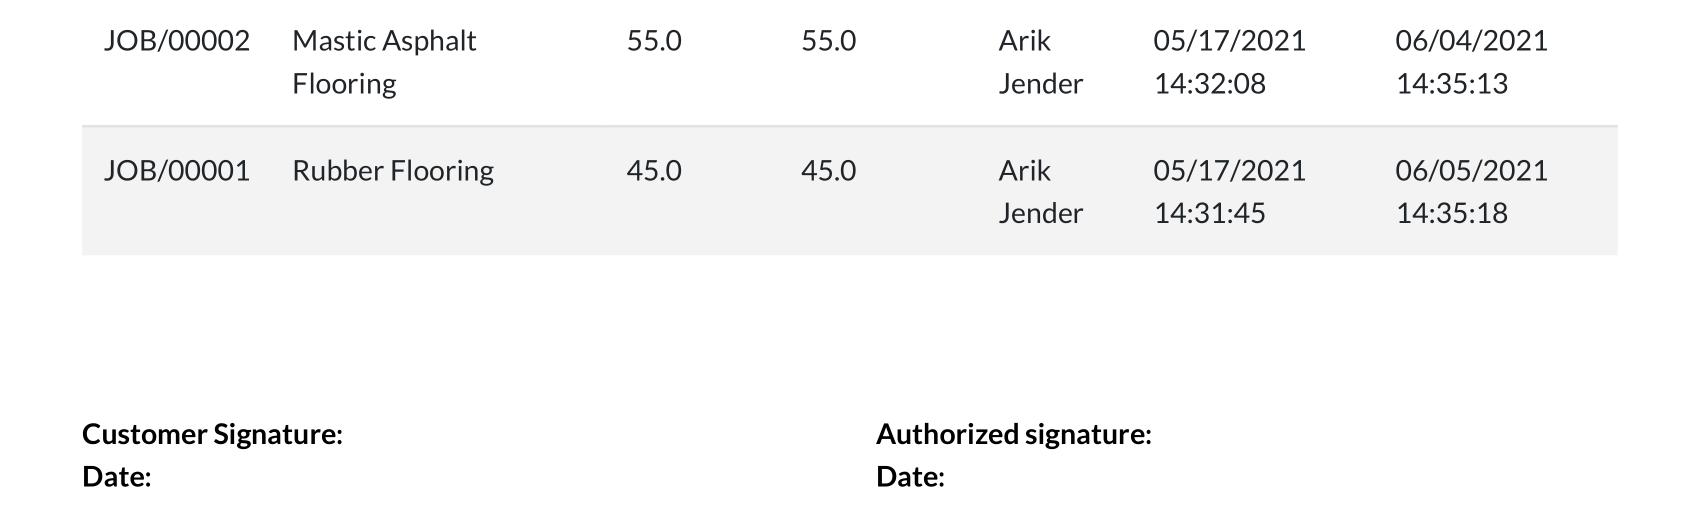 JOB/00002 Mastic Asphalt 55.0 55.0 Arik 05/17/2021 06/04/2021
Flooring Jender 14:32:08 14:35:13
JOB/00001 Rubber Flooring 45.0 45.0 Arik 05/17/2021 06/05/2021
Jender 14:31:45 14:35:18
Customer Signature: Authorized signature:
Date: Date: